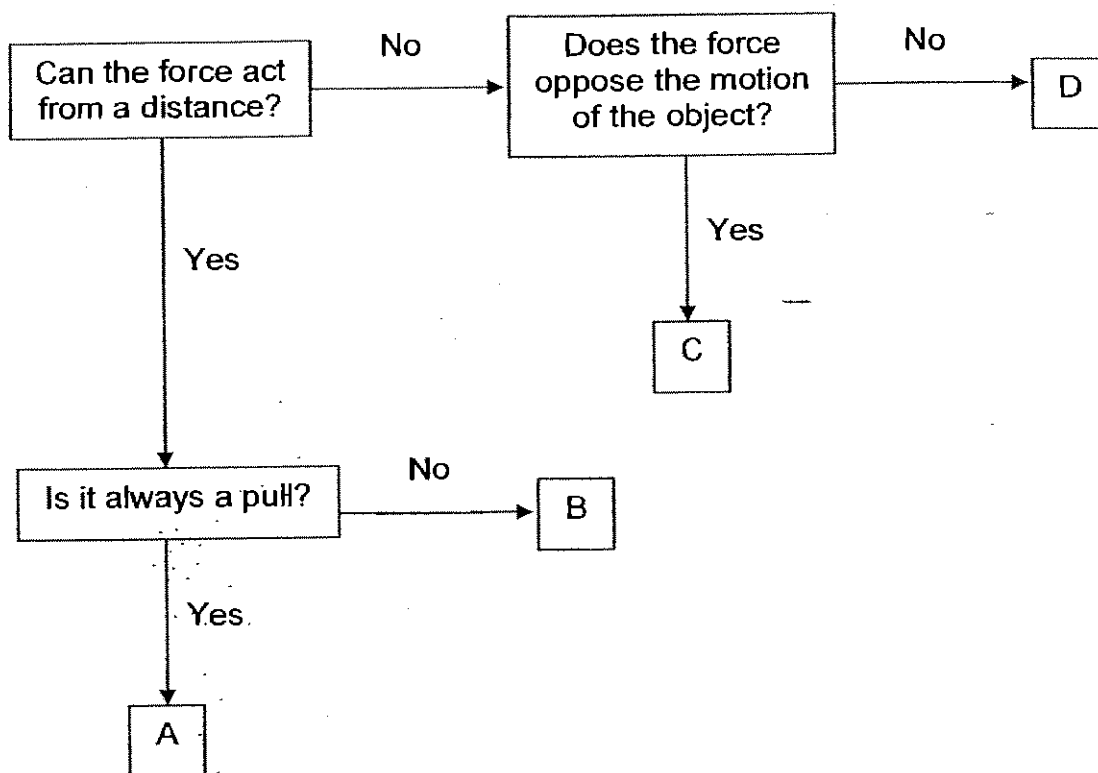 No
No
Can the force act
from a distance?
Does the force
oppose the motion
of the object?
D
Yes
Yes
C
Is it always a pull?
No
B
Yes
A